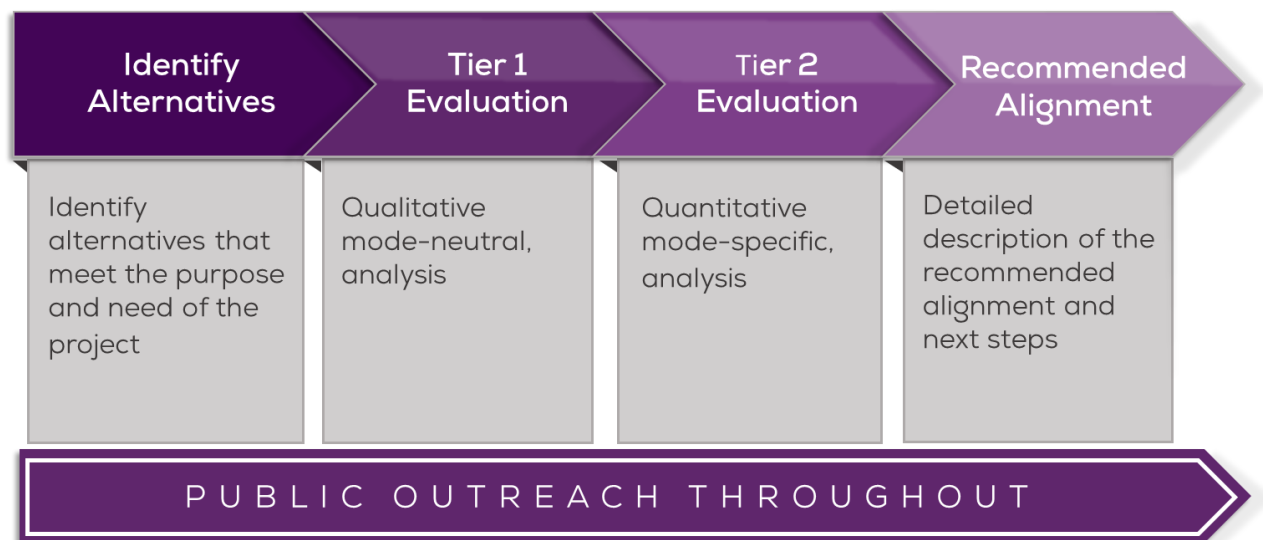 Identify
Alternatives
Tier 1
Evaluation
Tier 2
Evaluation
Recommended
Alignment
Identify
alternatives that
meet the purpose
and need of the
project
Qualitative
mode-neutral,
analysis
Quantitative
mode-specific,
analysis
Detailed
description of the
recommended
alignment and
next steps
PUBLIC OUTREACH THROUGHOUT